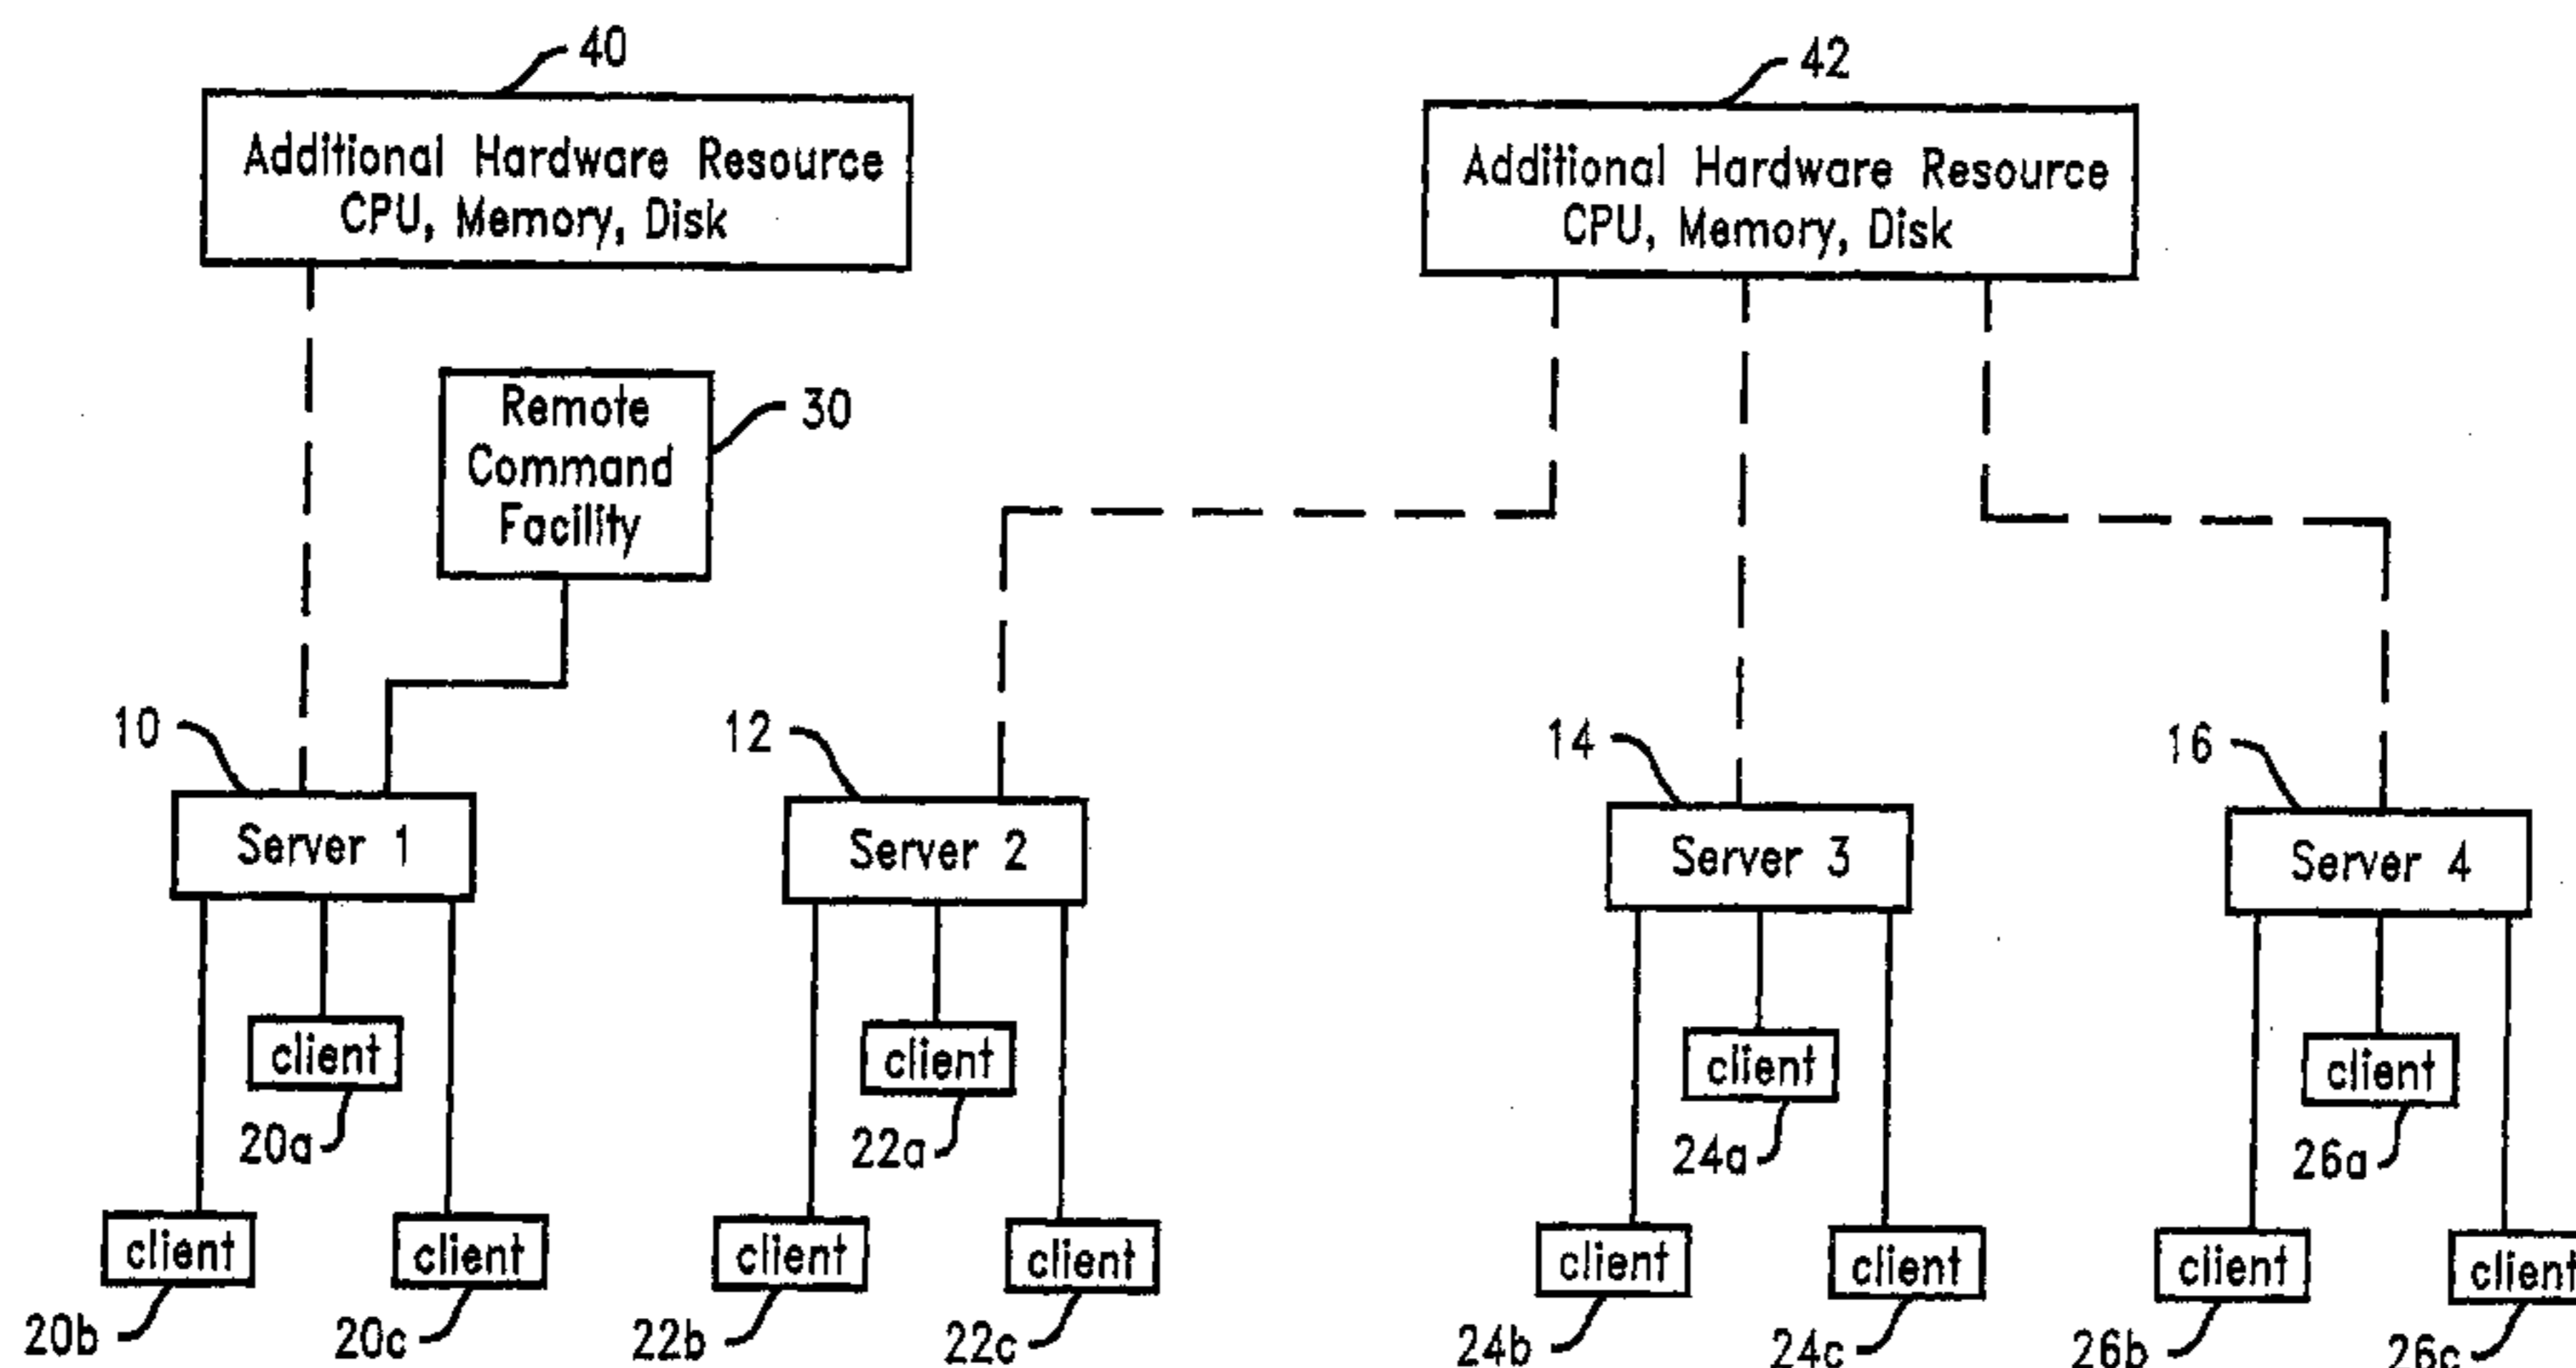 40
42
Additional Hardware Resource
CPU, Memory, Disk
Additional Hardware Resource
CPU, Memory, Disk
Remote
Command
Facility
30
10
12
14
16
Server 1
Server 2
Server 3
Server 4
client
client
client
client
20a
22a
24a
26a
client
client
client
client
client
client
client
client
20b
20c
22b
22c
24b
24c
26b
26c